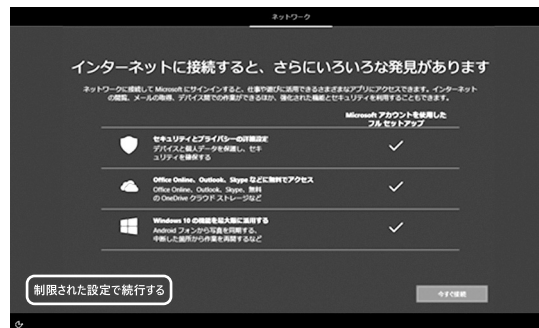 ネットワーク
インターネットに接続すると、さらにいろいろな発見があります
ネットワークに接続して Microsoft にサインインすると、仕事や遊びに活用できるさまざまなアプリにアクセスできます。インターネット
の閲覧、メールの取得、デバイス間での作業ができるほか、強化された機能とセキュリティを利用することもできます。
Microsoft アカウントを使用した
フル セットアップ
セキュリティとプライバシーの詳細設定
デバイスと個人データを保護し、セキ
ュリティを確保する
Office Online、Outlook、Skype などに無料でアクセス
Office Online、Outlook、Skype、無料
の OneDrive クラウド ストレージなど
Windows 10 の機能を最大限に活用する
Android フォンから写真を同期する、
中断した箇所から作業を再開するなど
制限された設定で続行する
今すぐ接続